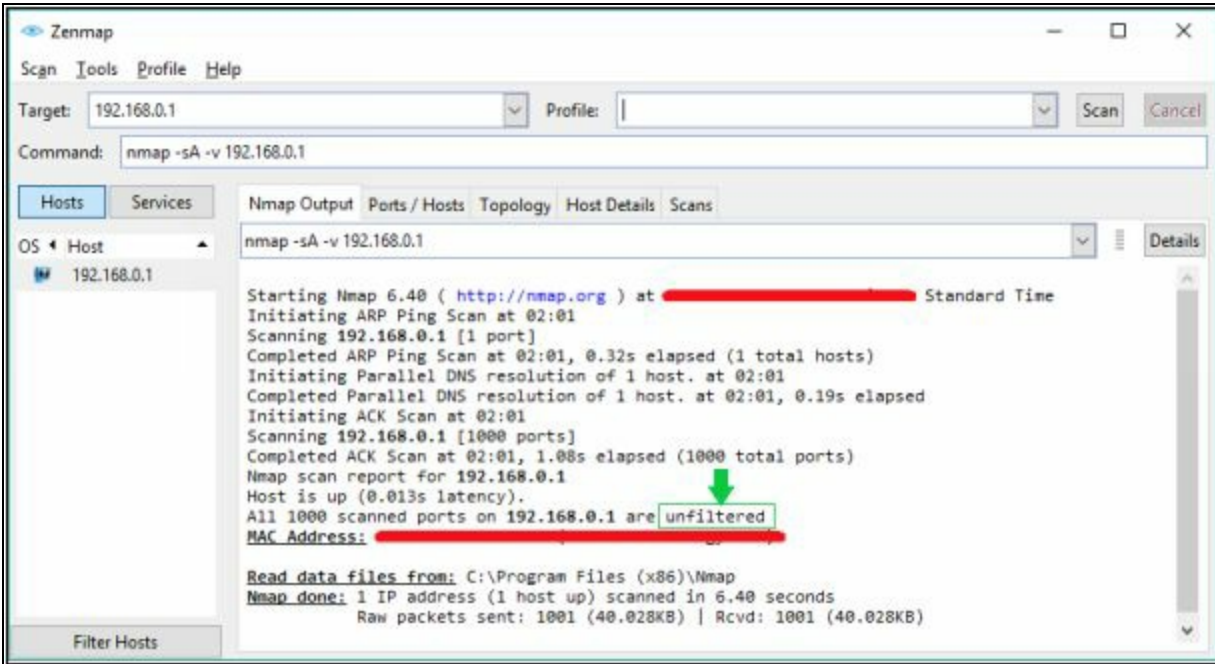 Zenmap
Scan Tools Profile Help
Target: 192.168.0.1 Profile: Scan Cancel
Command: nmap -sA -v 192.168.0.1
Hosts Services Nmap Output Ports / Hosts Topology Host Details Scans
OS Host nmap -sA -v 192.168.0.1 Details
192.168.0.1
Starting Nmap 6.40 ( http://nmap.org ) at Standard Time
Initiating ARP Ping Scan at 02:01
Scanning 192.168.0.1 [1 port]
Completed ARP Ping Scan at 02:01, 0.32s elapsed (1 total hosts)
Initiating Parallel DNS resolution of 1 host. at 02:01
Completed Parallel DNS resolution of 1 host. at 02:01, 0.19s elapsed
Initiating ACK Scan at 02:01
Scanning 192.168.0.1 [1000 ports]
Completed ACK Scan at 02:01, 1.08s elapsed (1000 total ports)
Nmap scan report for 192.168.0.1
Host is up (0.013s latency).
All 1000 scanned ports on 192.168.0.1 are unfiltered
MAC Address:
Read data files from: C:\Program Files (x86)\Nmap
Nmap done: 1 IP address (1 host up) scanned in 6.40 seconds
Raw packets sent: 1001 (40.028KB) | Rcvd: 1001 (40.028KB)
Filter Hosts